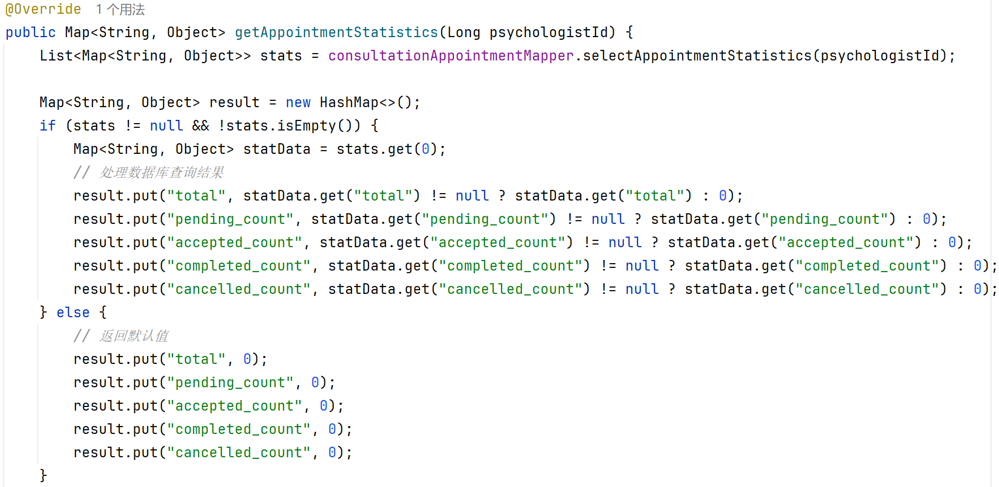 @Override 1 个用法
public Map<String, Object> getAppointmentStatistics(Long psychologistId) {
    List<Map<String, Object>> stats = consultationAppointmentMapper.selectAppointmentStatistics(psychologistId);

    Map<String, Object> result = new HashMap<>();
    if (stats != null && !stats.isEmpty()) {
        Map<String, Object> statData = stats.get(0);
        // 处理数据库查询结果
        result.put("total", statData.get("total") != null ? statData.get("total") : 0);
        result.put("pending_count", statData.get("pending_count") != null ? statData.get("pending_count") : 0);
        result.put("accepted_count", statData.get("accepted_count") != null ? statData.get("accepted_count") : 0);
        result.put("completed_count", statData.get("completed_count") != null ? statData.get("completed_count") : 0);
        result.put("cancelled_count", statData.get("cancelled_count") != null ? statData.get("cancelled_count") : 0);
    } else {
        // 返回默认值
        result.put("total", 0);
        result.put("pending_count", 0);
        result.put("accepted_count", 0);
        result.put("completed_count", 0);
        result.put("cancelled_count", 0);
    }